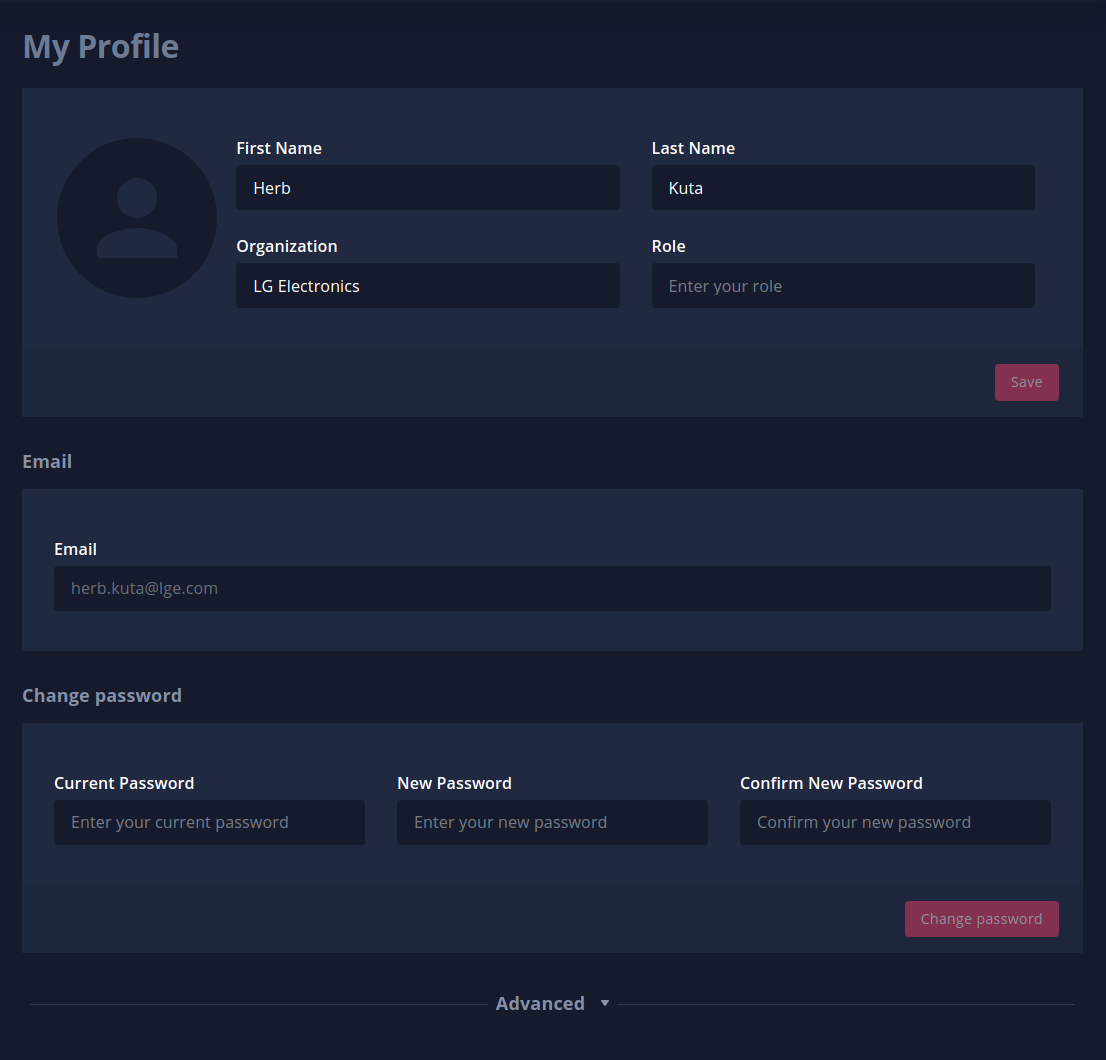 My Profile
First Name
Last Name
Herb
Kuta
Organization
Role
LG Electronics
Enter your role
Save
Email
Email
herb.kuta@lge.com
Change password
Current Password
New Password
Confirm New Password
Enter your current password
Enter your new password
Confirm your new password
Change password
Advanced